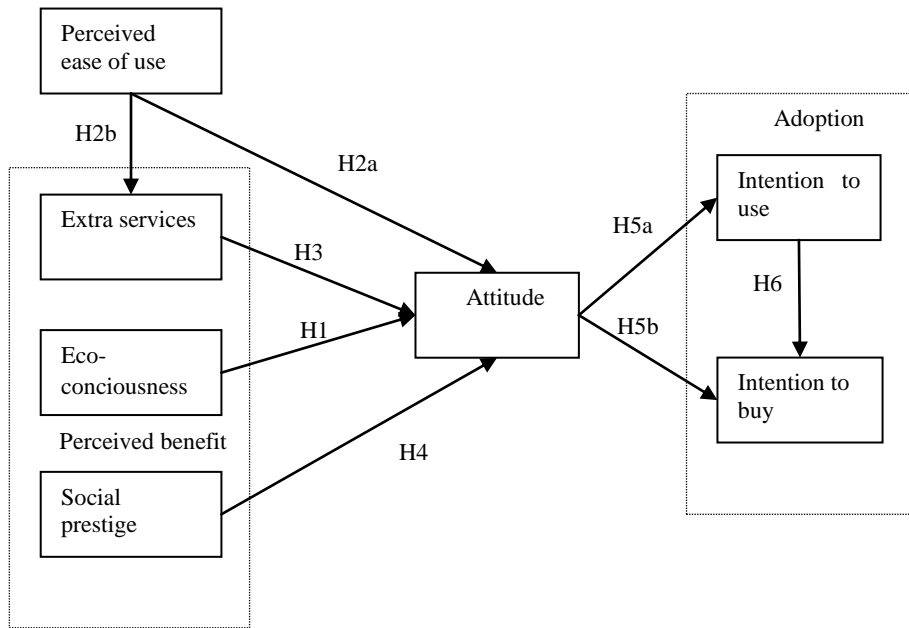 Perceived
ease of use
H2b
H2a
Adoption
Extra services
Intention to
use
H5a
H3
Attitude
H6
H1
H5b
Eco-
conciousness
Intention to
buy
Perceived benefit
H4
Social
prestige